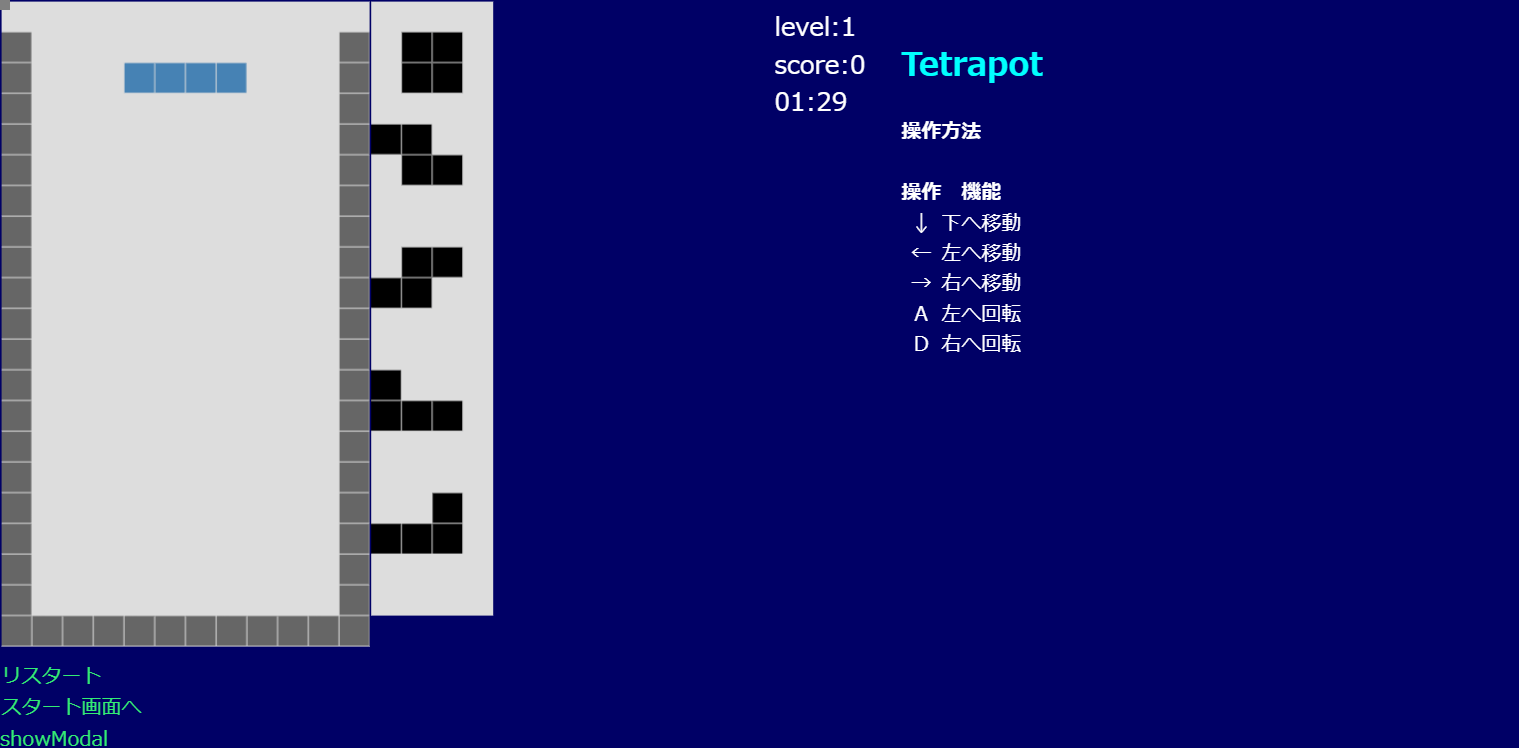 level:1
score:0
01:29
Tetrapot
操作方法
操作 機能
↓ 下へ移動
← 左へ移動
→ 右へ移動
A 左へ回転
D 右へ回転
リスタート
スタート画面へ
showModal